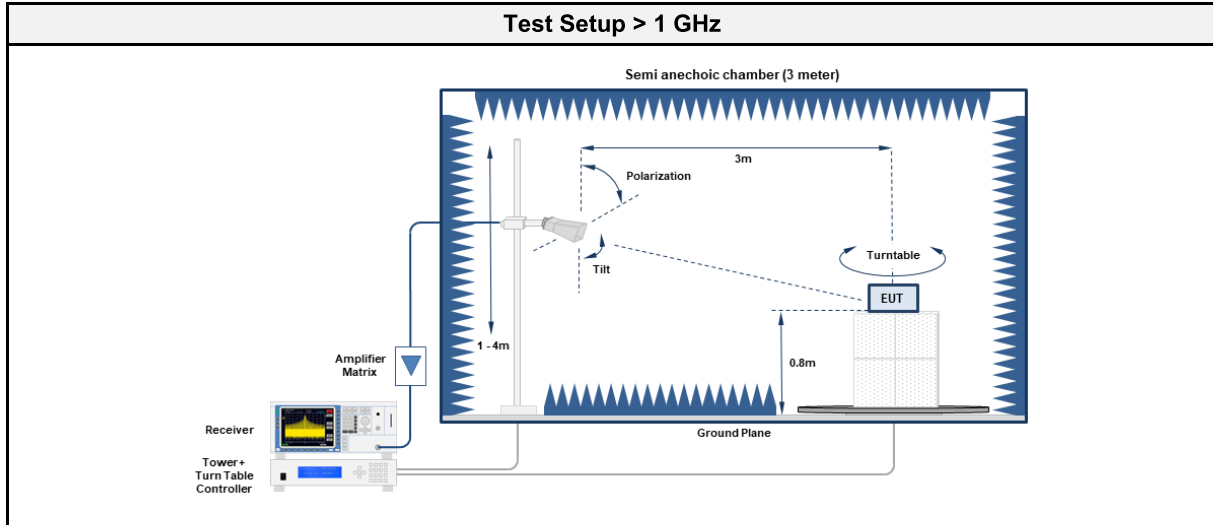 Test Setup > 1 GHz
Semi anechoic chamber (3 meter)
3m
Polarization
Tilt
Turntable
EUT
1 - 4m
0.8m
Amplifier
Matrix
Ground Plane
Receiver
Tower+
Turn Table
Controller